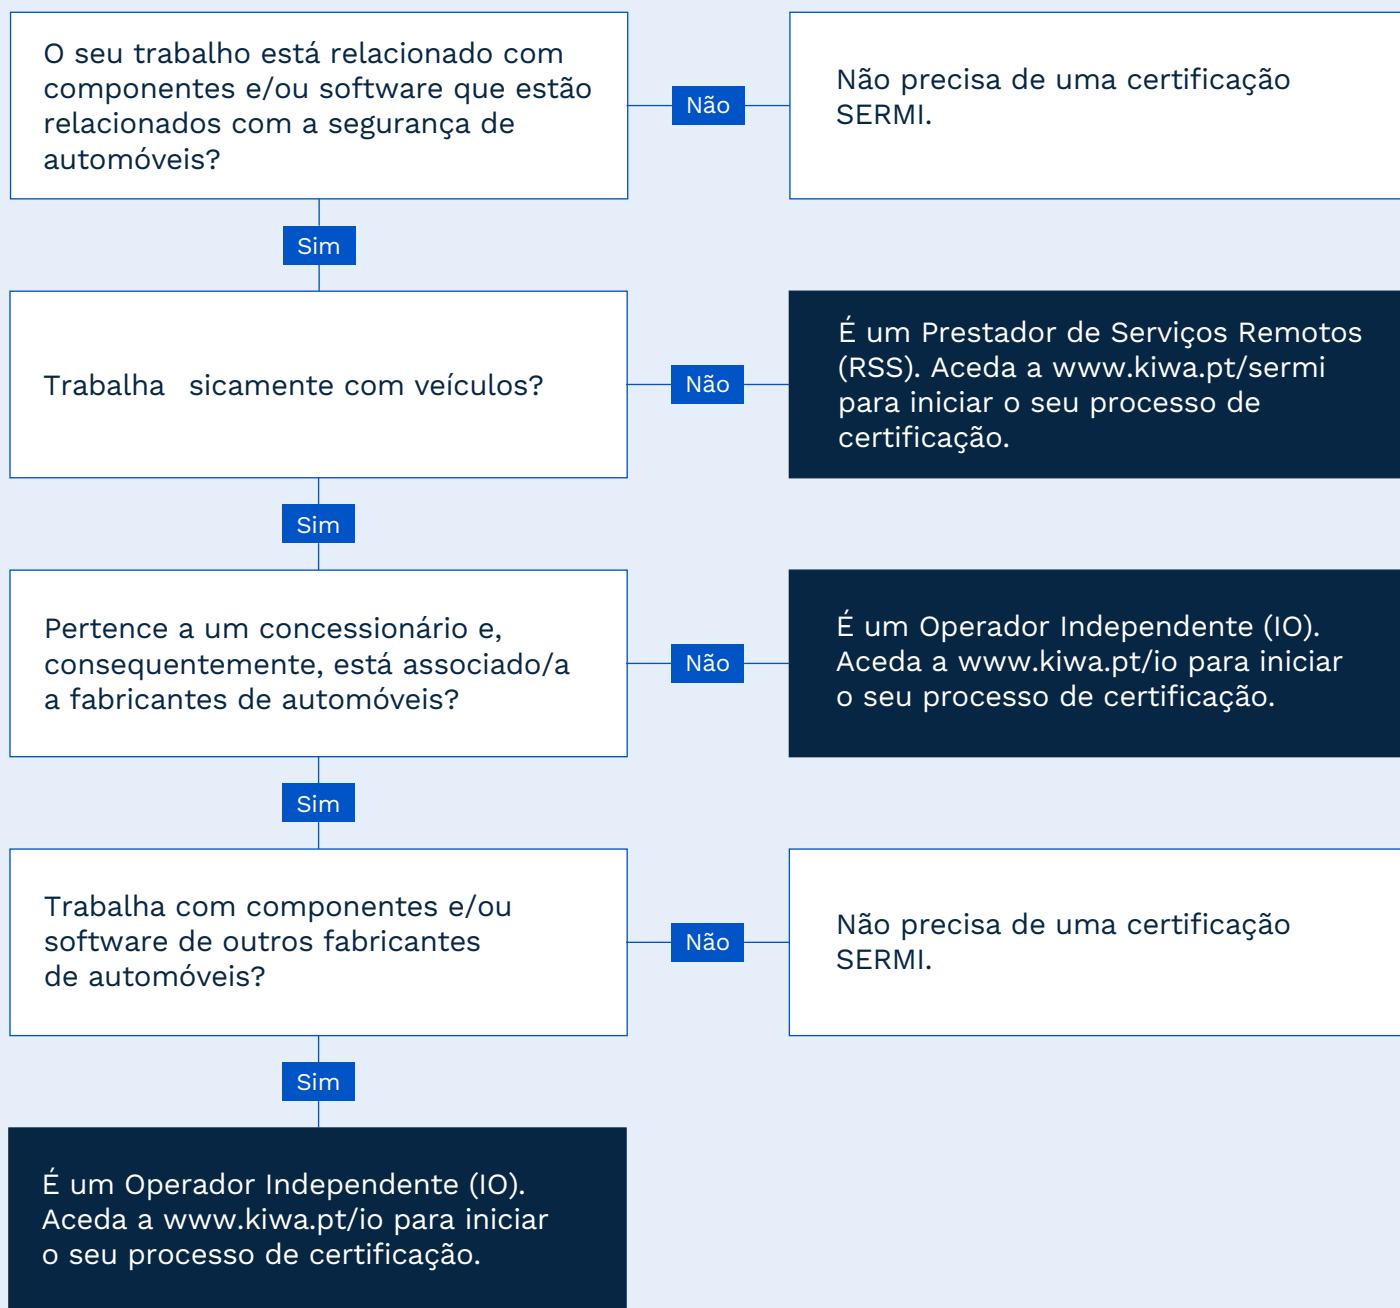 O seu trabalho está relacionado com
componentes e/ou software que estão
relacionados com a segurança de
automóveis?
Não
Não precisa de uma certificação
SERMI.
Sim
Trabalha sicamente com veículos?
Não
É um Prestador de Serviços Remotos
(RSS). Aceda a www.kiwa.pt/sermi
para iniciar o seu processo de
certificação.
Sim
Pertence a um concessionário e,
consequentemente, está associado/a
a fabricantes de automóveis?
Não
É um Operador Independente (IO).
Aceda a www.kiwa.pt/io para iniciar
o seu processo de certificação.
Sim
Trabalha com componentes e/ou
software de outros fabricantes
de automóveis?
Não
Não precisa de uma certificação
SERMI.
Sim
É um Operador Independente (IO).
Aceda a www.kiwa.pt/io para iniciar
o seu processo de certificação.